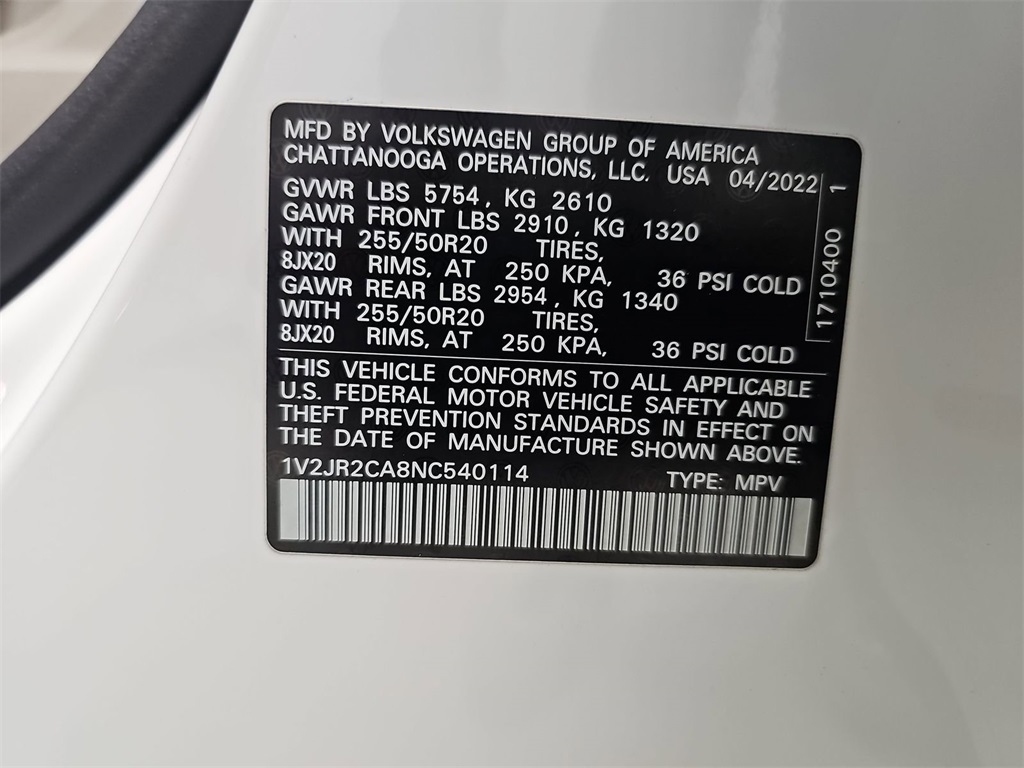 MFD BY VOLKSWAGEN GROUP OF AMERICA
CHATTANOOGA OPERATIONS, LLC. USA 04/2022
GVWR LBS 5754, KG 2610
GAWR FRONT LBS 2910, KG 1320
WITH 255/50R20 TIRES,
8JX20 RIMS, AT 250 KPA, 36 PSI COLD
GAWR REAR LBS 2954, KG 1340
WITH 255/50R20 TIRES,
8JX20 RIMS, AT 250 KPA, 36 PSI COLD
1710400 1
THIS VEHICLE CONFORMS TO ALL APPLICABLE
U.S. FEDERAL MOTOR VEHICLE SAFETY AND
THEFT PREVENTION STANDARDS IN EFFECT ON
THE DATE OF MANUFACTURE SHOWN ABOVE.
1V2JR2CA8NC540114 TYPE: MPV